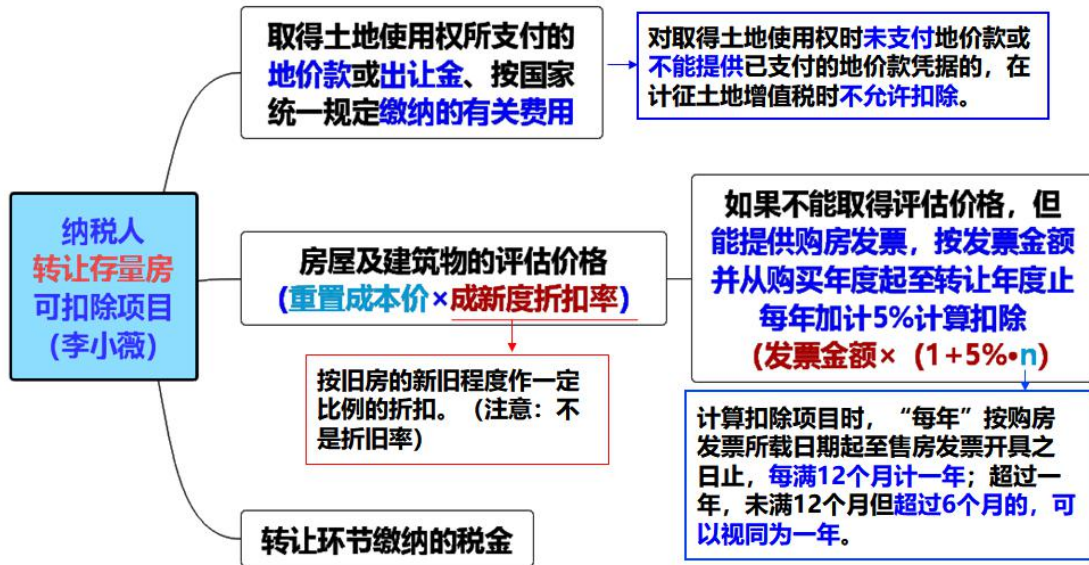 取得土地使用权所支付的
地价款或出让金、按国家
统一规定缴纳的有关费用
对取得土地使用权时未支付地价款或
不能提供已支付的地价款凭据的，在
计征土地增值税时不允许扣除。
纳税人
转让存量房
可扣除项目
（李小薇）
房屋及建筑物的评估价格
(重置成本价×成新度折扣率)
按旧房的新旧程度作一定
比例的折扣。（注意：不
是折旧率）
如果不能取得评估价格，但
能提供购房发票，按发票金额
并从购买年度起至转让年度止
每年加计5%计算扣除
(发票金额×（1+5%•n)
计算扣除项目时，“每年”按购房
发票所载日期起至售房发票开具之
日止，每满12个月计一年；超过一
年，未满12个月但超过6个月的，可
以视同为一年。
转让环节缴纳的税金